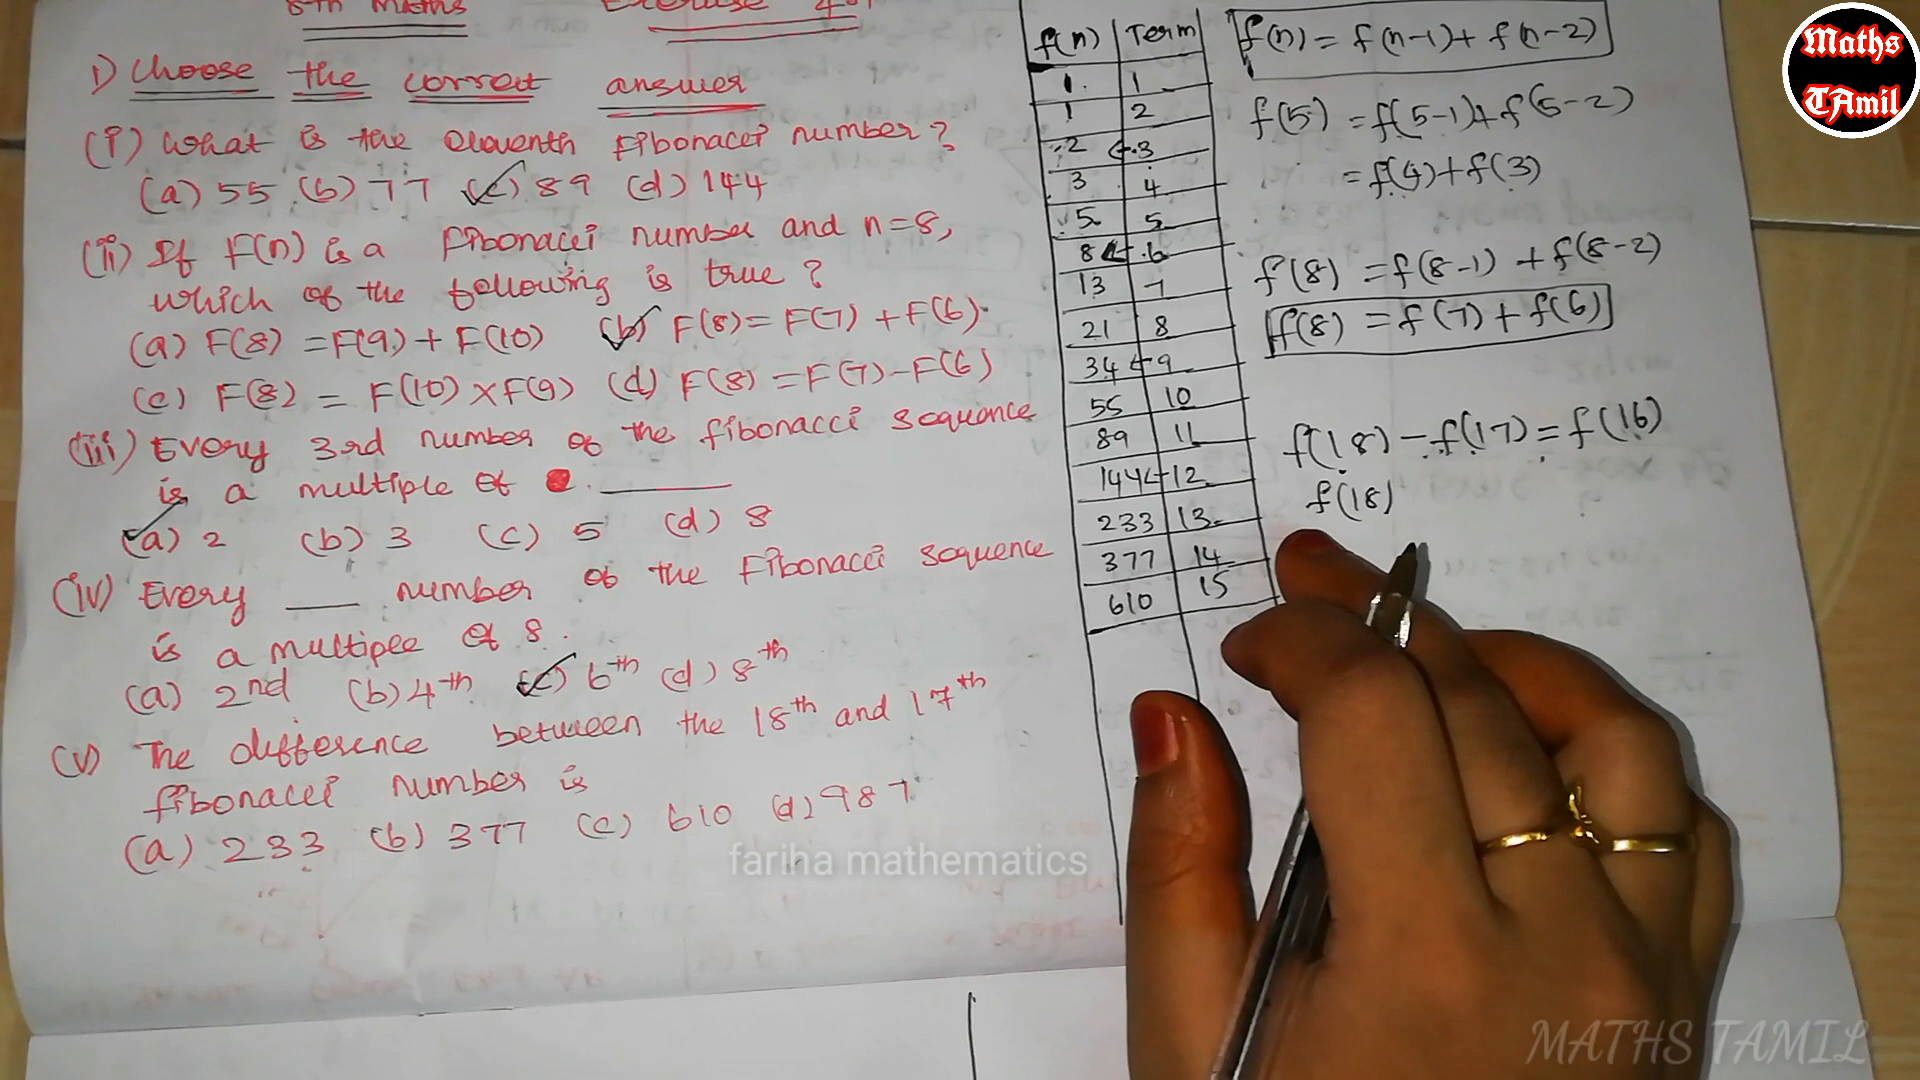 8th Maths Exercise 4.1
1) Choose the correct answer
(i) What is the eleventh Fibonacci number?
(a) 55 (b) 77 (c) 89 (d) 144
(ii) If F(n) is a Fibonacci number and n=8,
which of the following is true?
(a) F(8) = F(9) + F(10) (b) F(8) = F(7) + F(6)
(c) F(8) = F(10) × F(9) (d) F(8) = F(7) - F(6)
(iii) Every 3rd number of the fibonacci sequence
is a multiple of ______
(a) 2 (b) 3 (c) 5 (d) 8
(iv) Every ___ number of the Fibonacci sequence
is a multiple of 8.
(a) 2nd (b) 4th (c) 6th (d) 8th
(v) The difference between the 18th and 17th
fibonacci number is
(a) 233 (b) 377 (c) 610 (d) 987
f(n) Term
1 1
1 2
2 ← 3
3 4
5 5
8 ← 6
13 7
21 8
34 ← 9
55 10
89 11
144 ← 12
233 13
377 14
610 15
f(n) = f(n-1) + f(n-2)
f(5) = f(5-1) + f(5-2)
= f(4) + f(3)
f(8) = f(8-1) + f(8-2)
f(8) = f(7) + f(6)
f(18) - f(17) = f(16)
f(18)
Maths
TAmil
fariha mathematics
MATHS TAMIL